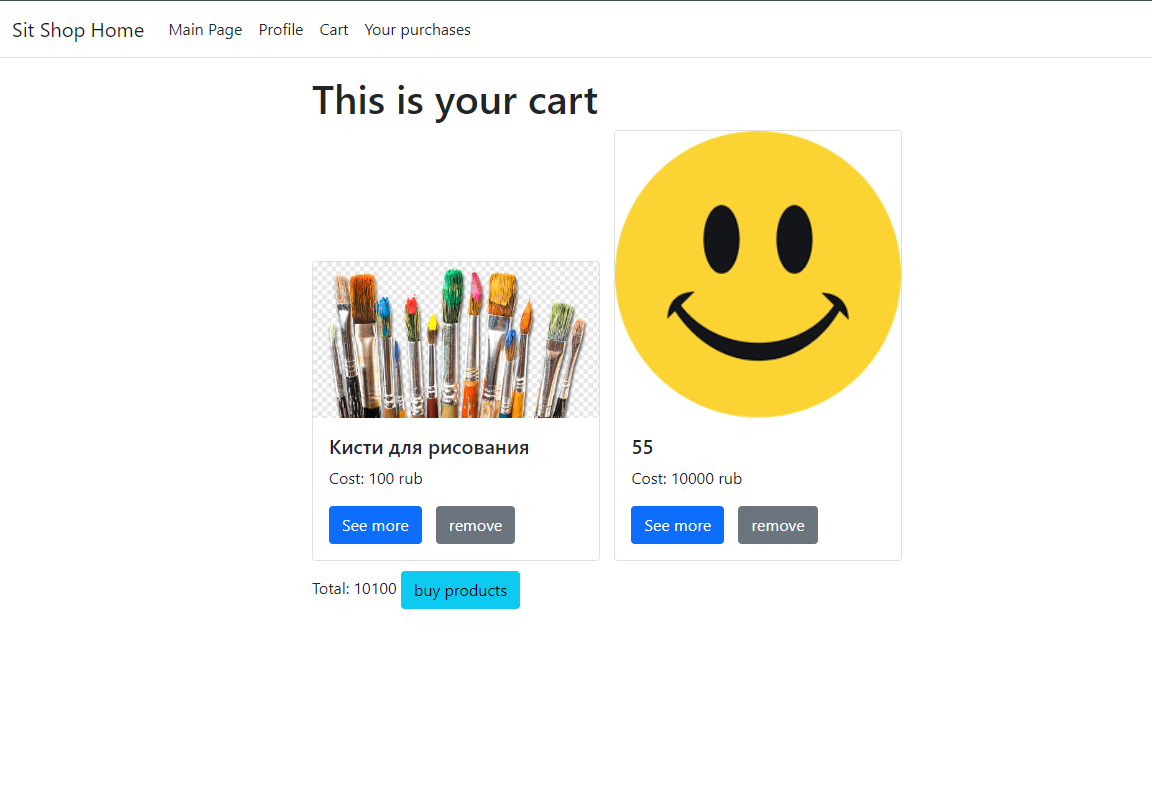 Sit Shop Home Main Page Profile Cart Your purchases
This is your cart
Кисти для рисования
Cost: 100 rub
See more remove
55
Cost: 10000 rub
See more remove
Total: 10100 buy products